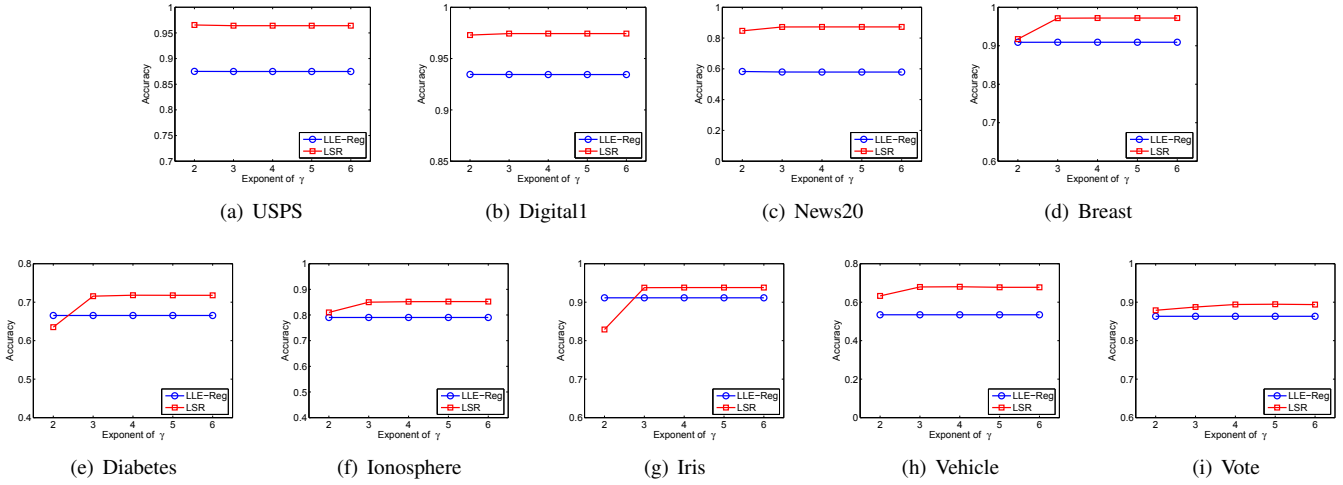 1
0.95
0.9
0.85
0.8
0.75
0.7
Accuracy
LLE−Reg
LSR
2 3 4 5 6
Exponent of γ
(a) USPS
1
0.95
0.9
0.85
Accuracy
LLE−Reg
LSR
2 3 4 5 6
Exponent of γ
(b) Digital1
1
0.8
0.6
0.4
0.2
0
Accuracy
LLE−Reg
LSR
2 3 4 5 6
Exponent of γ
(c) News20
1
0.9
0.8
0.7
0.6
Accuracy
LLE−Reg
LSR
2 3 4 5 6
Exponent of γ
(d) Breast
0.8
0.7
0.6
0.5
0.4
Accuracy
LLE−Reg
LSR
2 3 4 5 6
Exponent of γ
(e) Diabetes
1
0.9
0.8
0.7
0.6
0.5
0.4
Accuracy
LLE−Reg
LSR
2 3 4 5 6
Exponent of γ
(f) Ionosphere
1
0.9
0.8
0.7
0.6
Accuracy
LLE−Reg
LSR
2 3 4 5 6
Exponent of γ
(g) Iris
0.8
0.6
0.4
0.2
0
Accuracy
LLE−Reg
LSR
2 3 4 5 6
Exponent of γ
(h) Vehicle
1
0.9
0.8
0.7
0.6
Accuracy
LLE−Reg
LSR
2 3 4 5 6
Exponent of γ
(i) Vote